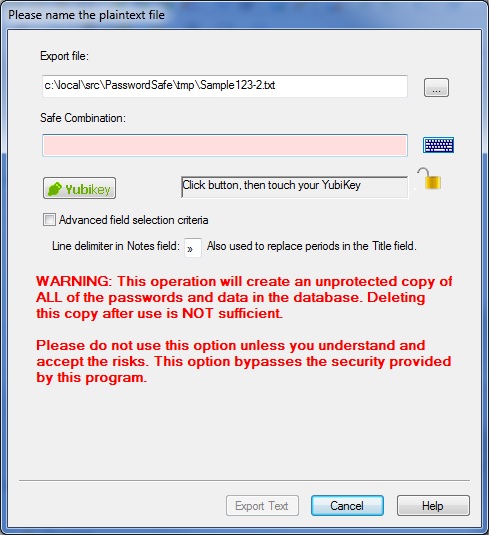 Please name the plaintext file
Export file:
c:\local\src\PasswordSafe\tmp\Sample123-2.txt
...
Safe Combination:
Yubikey
Click button, then touch your YubiKey
Advanced field selection criteria
Line delimiter in Notes field: » Also used to replace periods in the Title field.
WARNING: This operation will create an unprotected copy of
ALL of the passwords and data in the database. Deleting
this copy after use is NOT sufficient.
Please do not use this option unless you understand and
accept the risks. This option bypasses the security provided
by this program.
Export Text
Cancel
Help